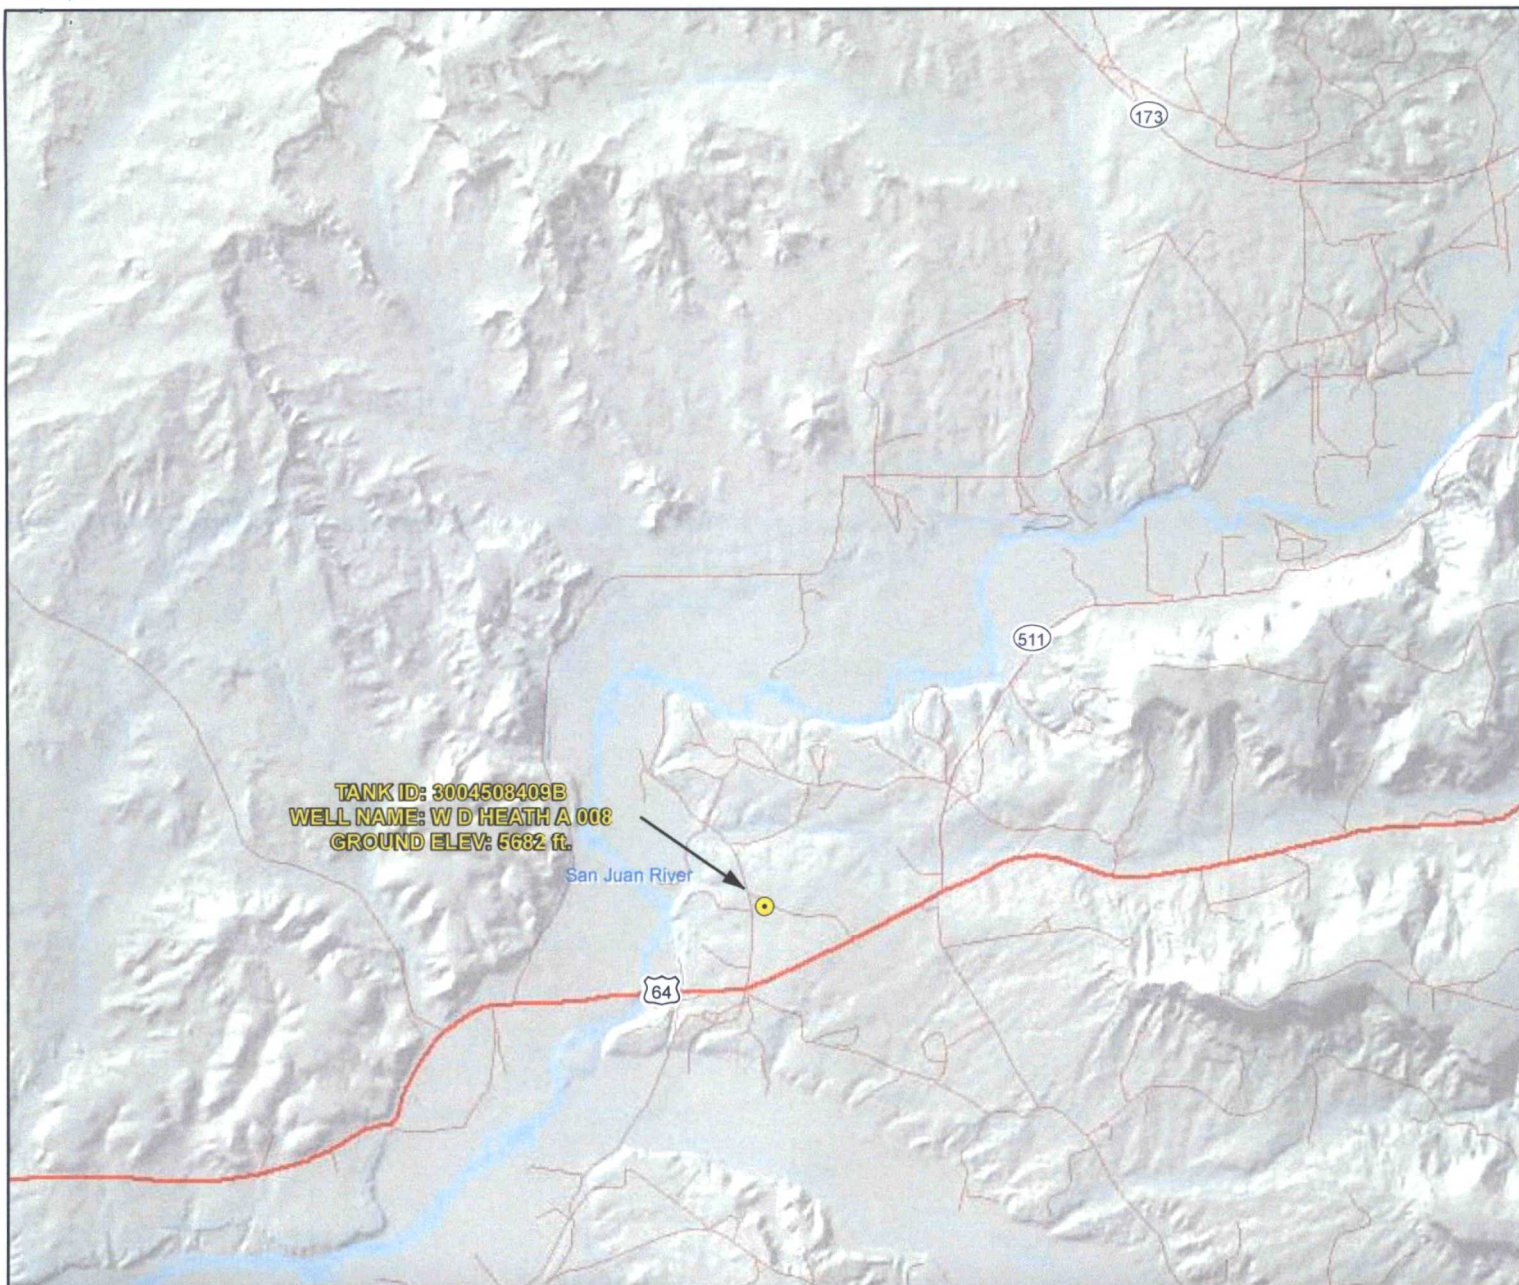 173
511
TANK ID: 3004508409B
WELL NAME: W D HEATH A 008
GROUND ELEV: 5682 ft.
San Juan River
64